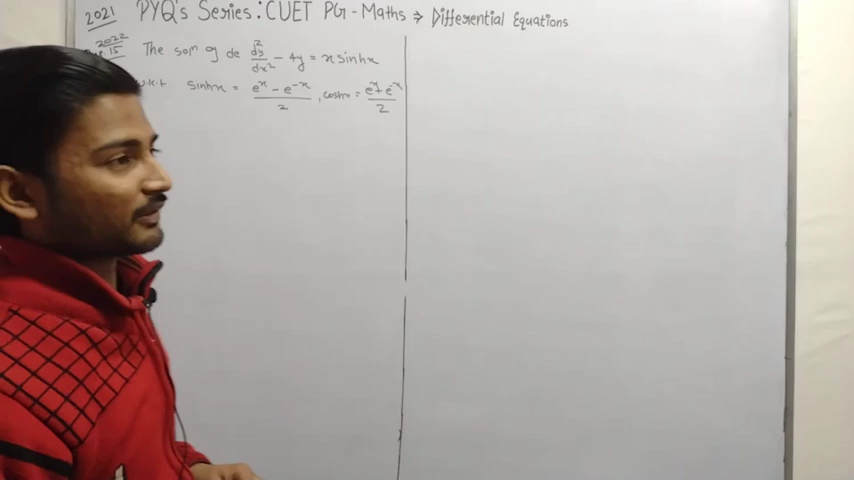 2021 PYQ's Series: CUET PG - Maths → Differential Equations
2022
15 The soln of de d²y/dx² - 4y = x sinhx
w.k.t sinhx = (e^x - e^-x)/2, coshx = (e^x + e^-x)/2